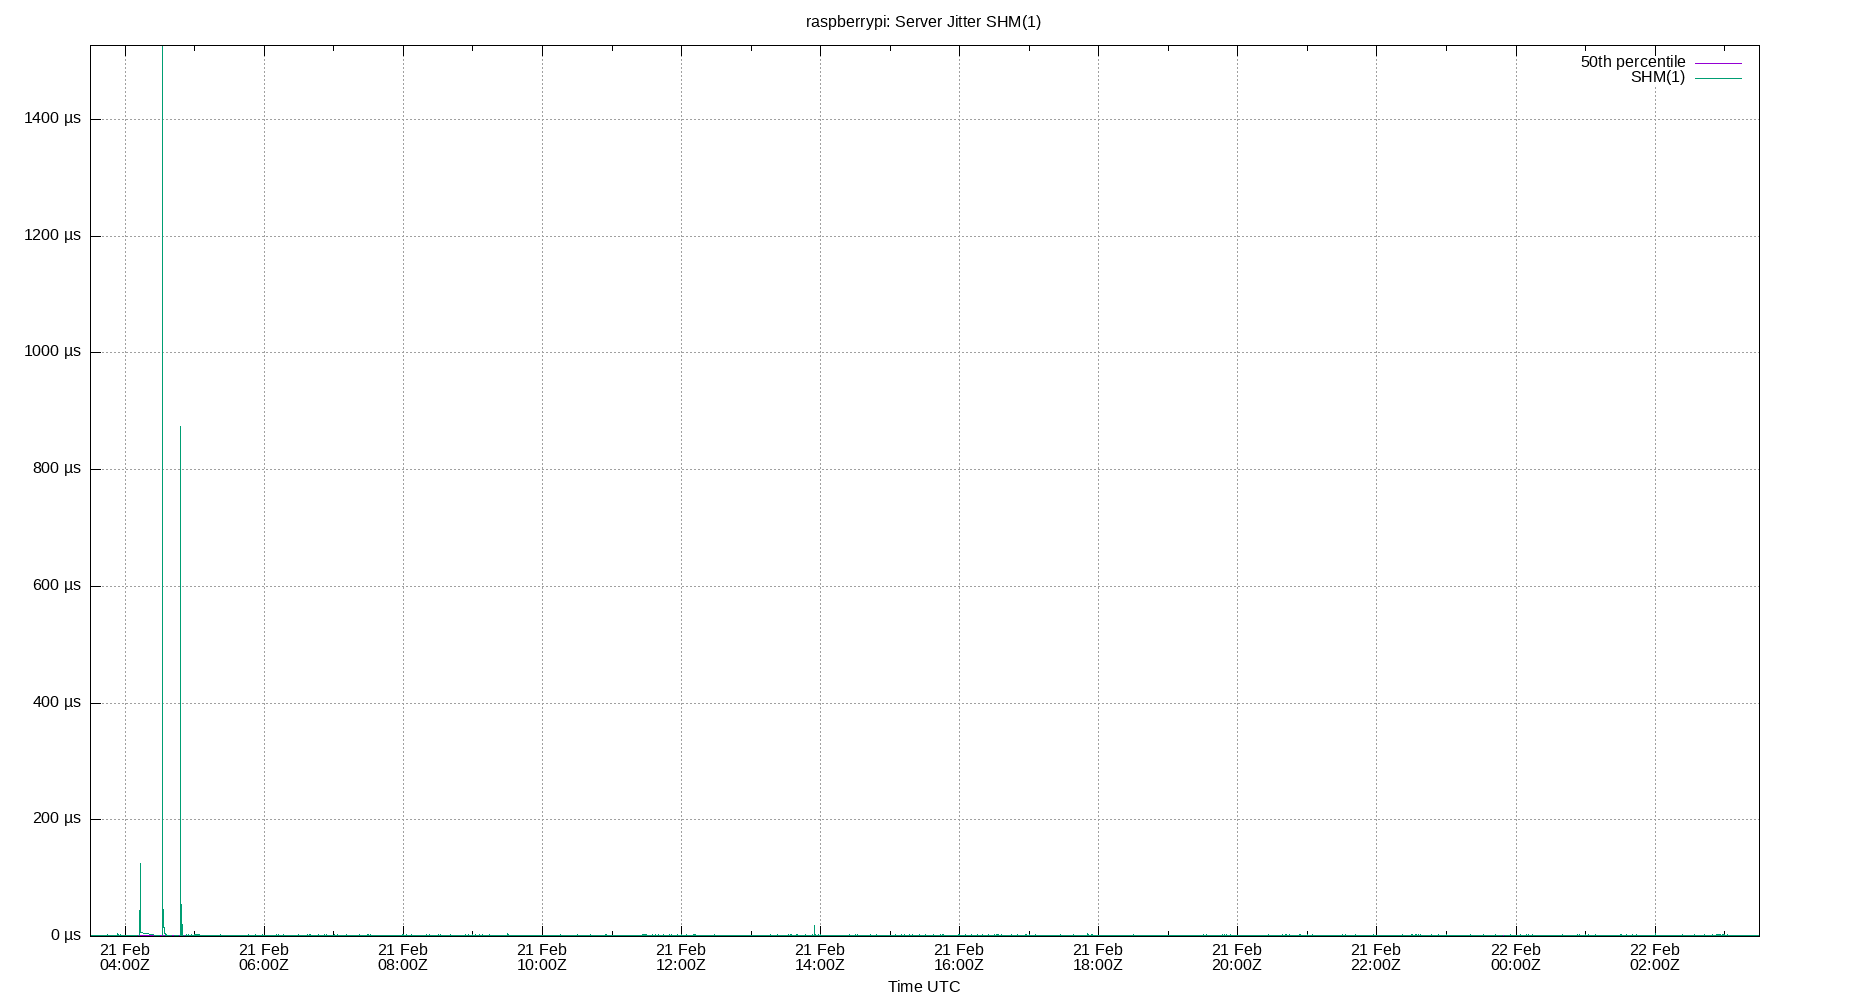 raspberrypi: Server Jitter SHM(1)
50th percentile
SHM(1)
1400 µs
1200 µs
1000 µs
800 µs
600 µs
400 µs
200 µs
0 µs
21 Feb 21 Feb 21 Feb 21 Feb 21 Feb 21 Feb 21 Feb 21 Feb 21 Feb 21 Feb 22 Feb 22 Feb
04:00Z 06:00Z 08:00Z 10:00Z 12:00Z 14:00Z 16:00Z 18:00Z 20:00Z 22:00Z 00:00Z 02:00Z
Time UTC